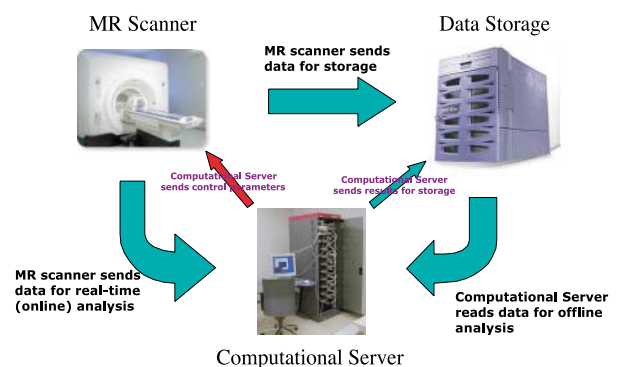 MR Scanner
Data Storage
MR scanner sends
data for storage
Computational Server
sends control parameters
Computational Server
sends results for storage
MR scanner sends
data for real-time
(online) analysis
Computational Server
reads data for offline
analysis
Computational Server